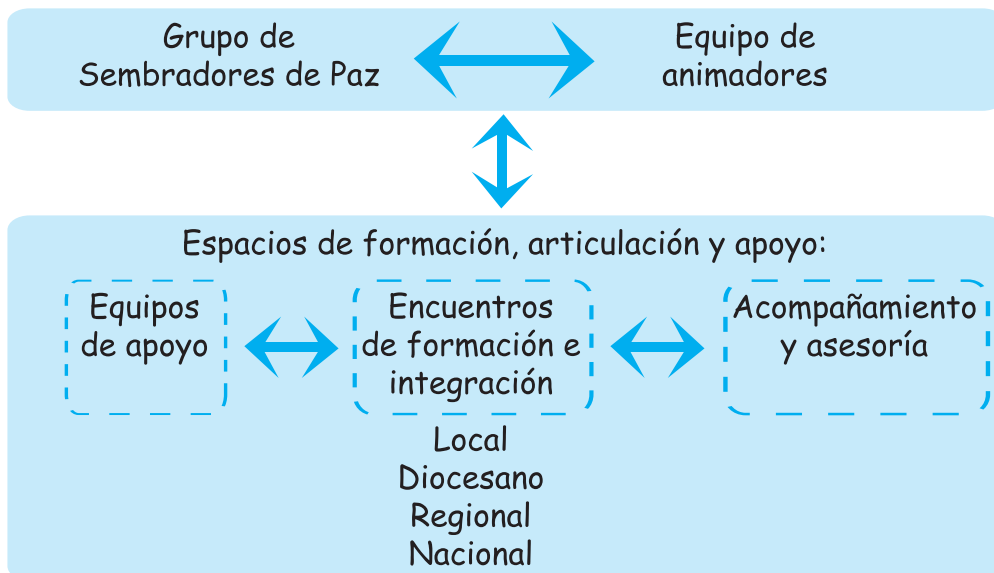 Grupo de
Sembradores de Paz
Equipo de
animadores
Espacios de formación, articulación y apoyo:
Equipos
de apoyo
Encuentros
de formación e
integración
Acompañamiento
y asesoría
Local
Diocesano
Regional
Nacional